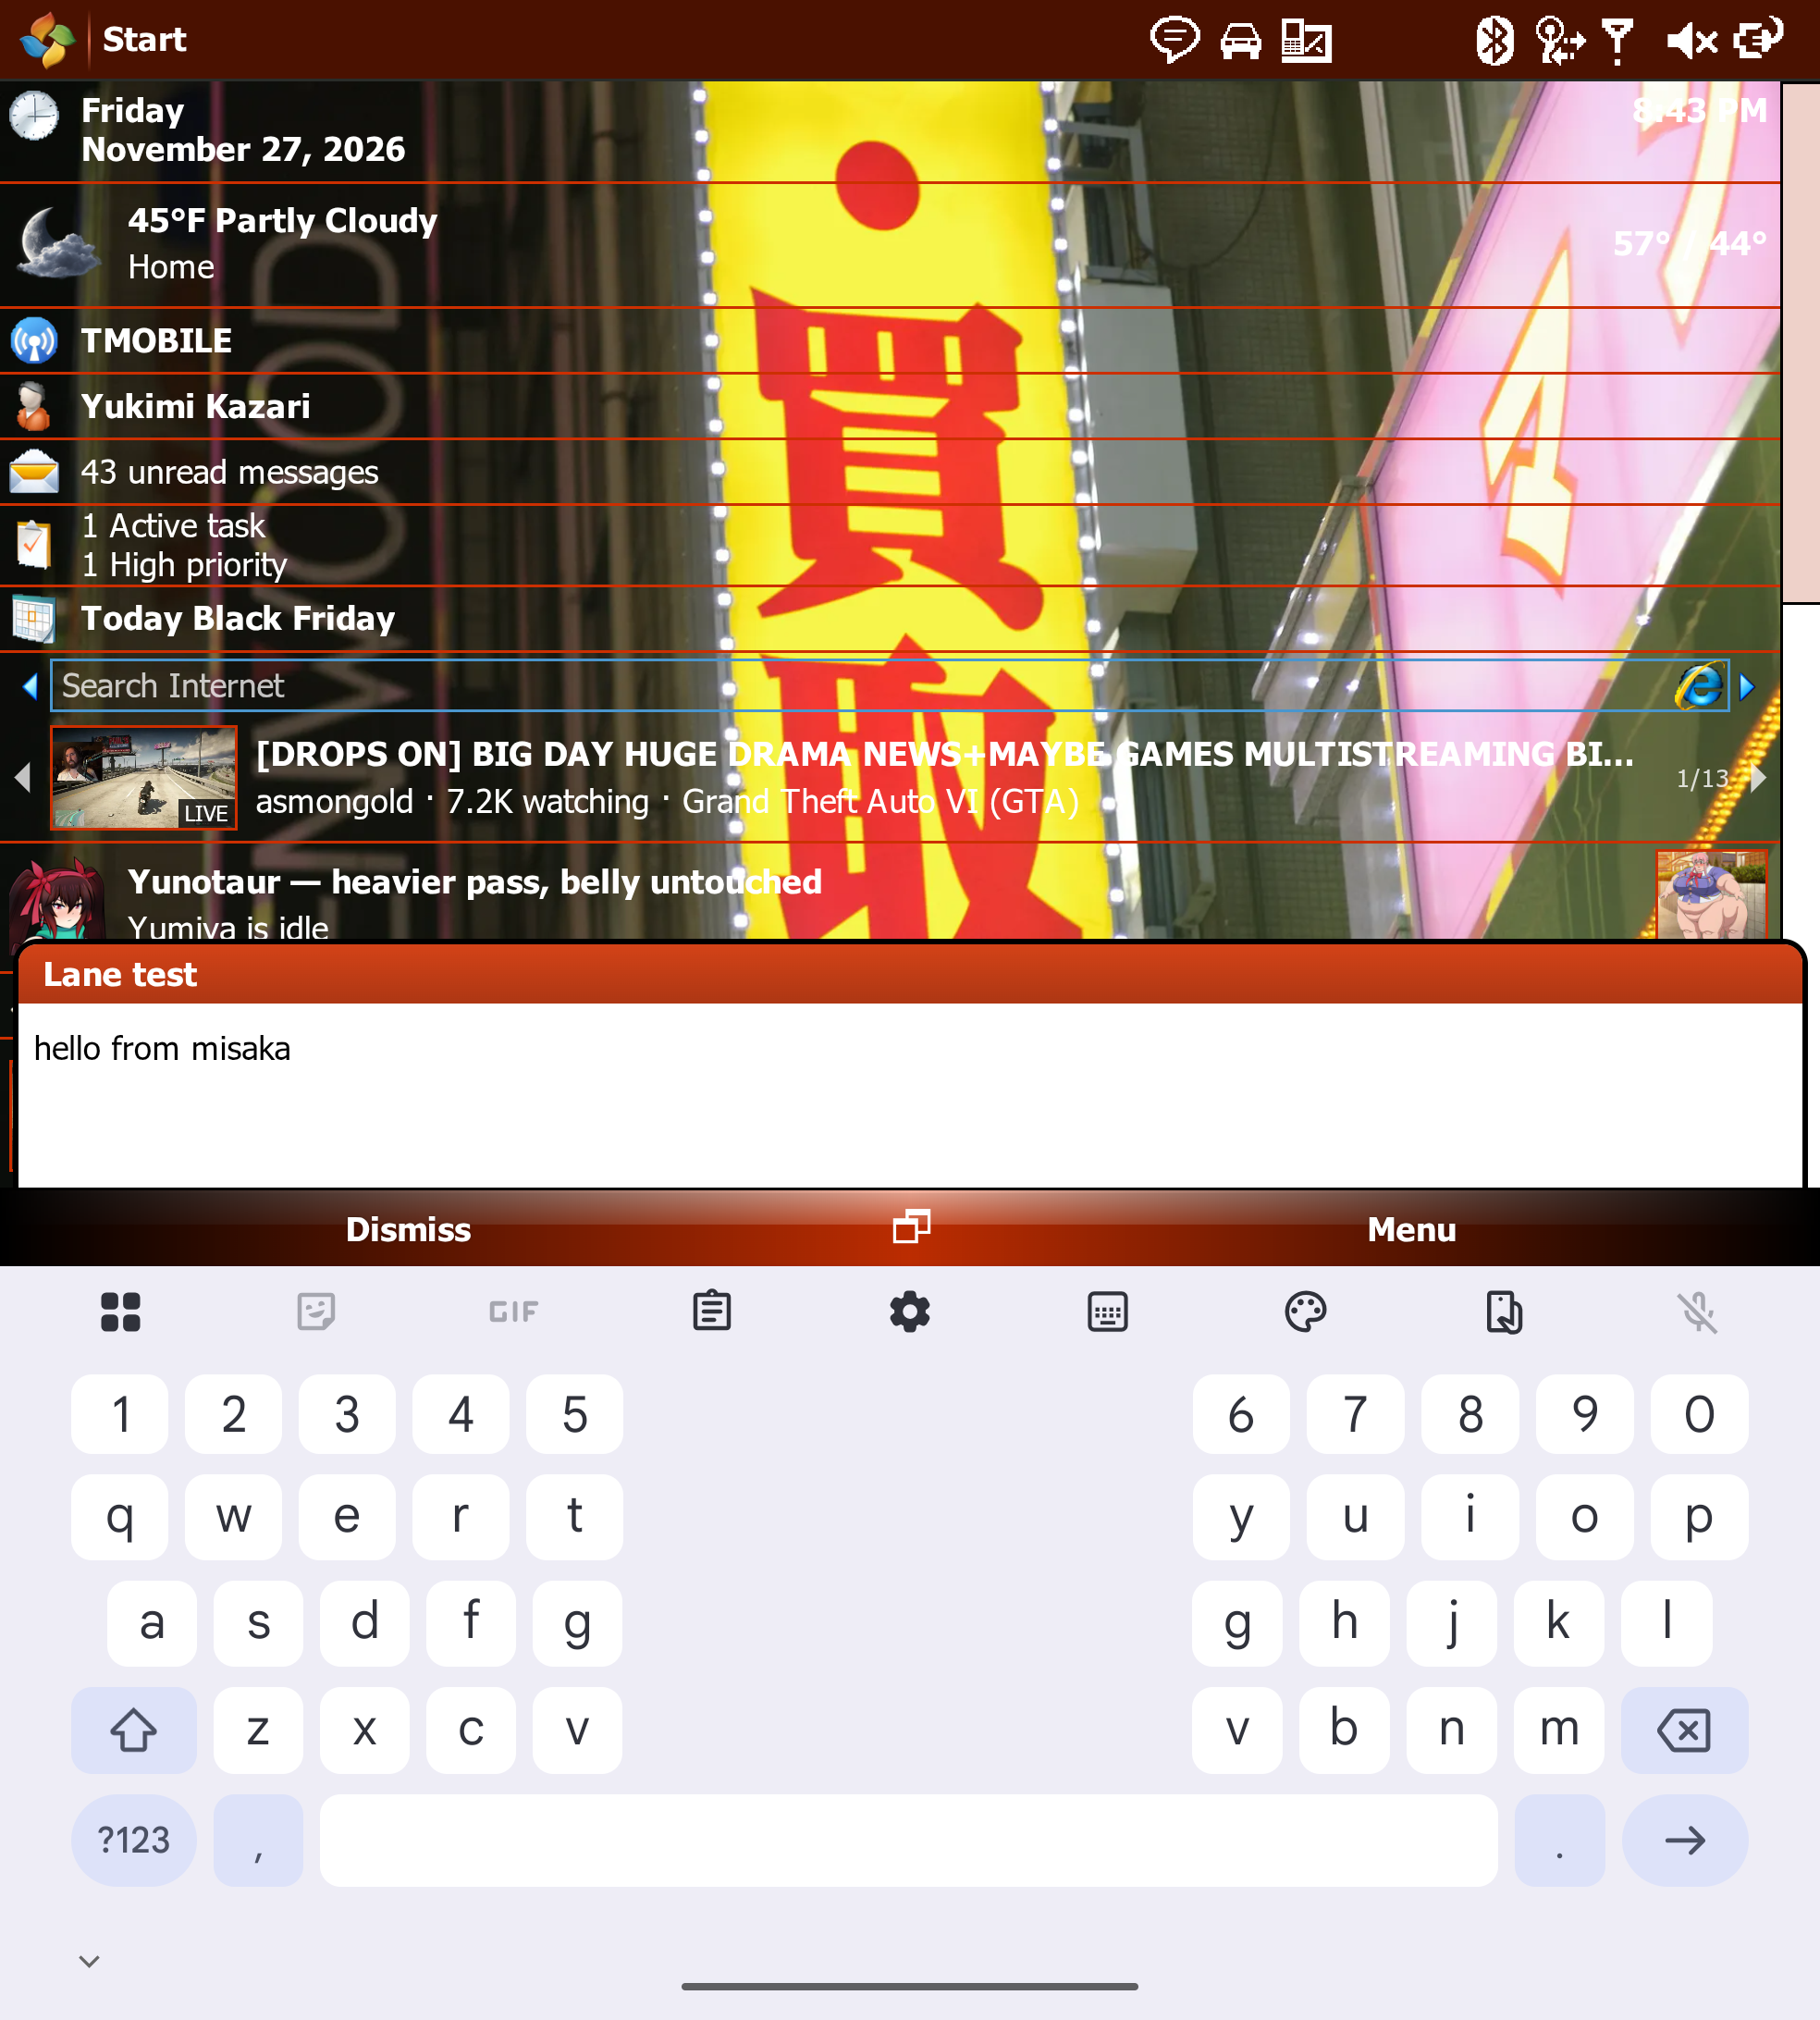 Start
Friday
November 27, 2026
8:43 PM
45°F Partly Cloudy
Home
57° / 44°
TMOBILE
Yukimi Kazari
43 unread messages
1 Active task
1 High priority
Today Black Friday
Search Internet
[DROPS ON] BIG DAY HUGE DRAMA NEWS+MAYBE GAMES MULTISTREAMING BI...
asmongold · 7.2K watching · Grand Theft Auto VI (GTA)
LIVE
1/13
Yunotaur — heavier pass, belly untouched
Yumiya is idle
買
取
Lane test
hello from misaka
Dismiss
Menu
GIF
1 2 3 4 5 6 7 8 9 0
q w e r t y u i o p
a s d f g g h j k l
z x c v v b n m
?123 , .